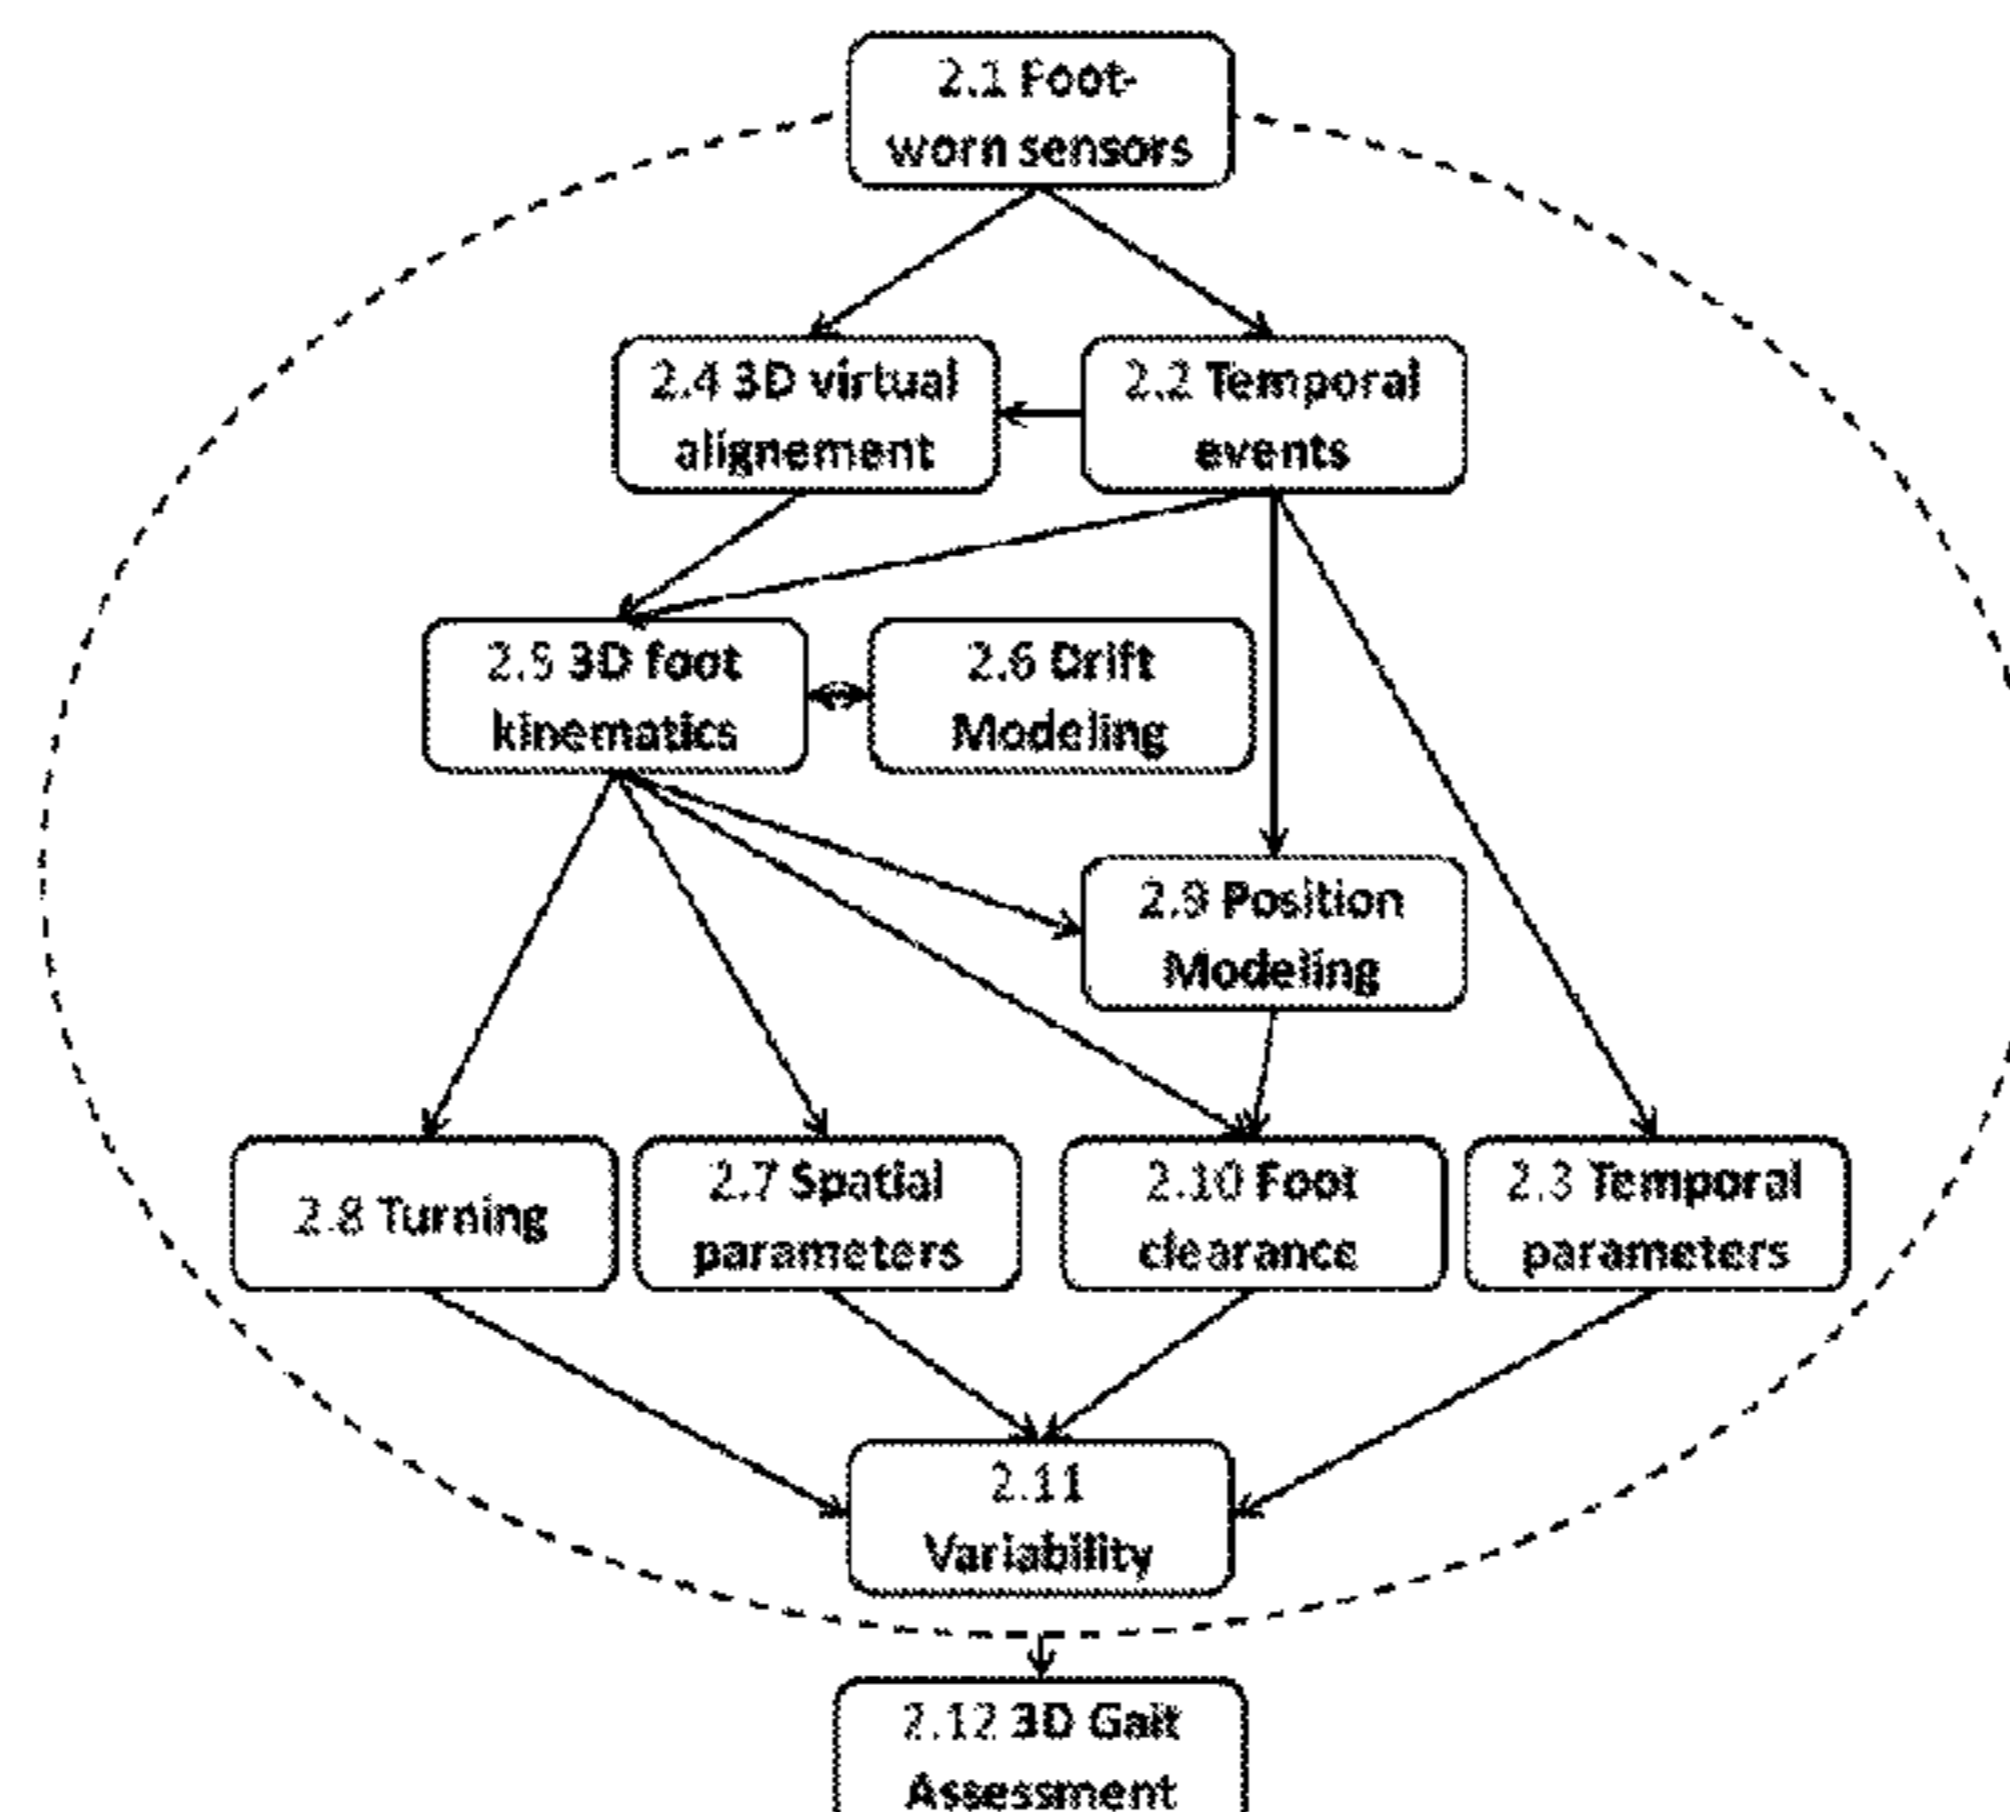 2.1 Foot-
worn sensors
2.4 3D virtual
alignement
2.2 Temporal
events
2.5 3D foot
kinematics
2.6 Drift
Modeling
2.9 Position
Modeling
2.8 Turning
2.7 Spatial
parameters
2.10 Foot
clearance
2.3 Temporal
parameters
2.11
Variability
2.12 3D Gait
Assessment